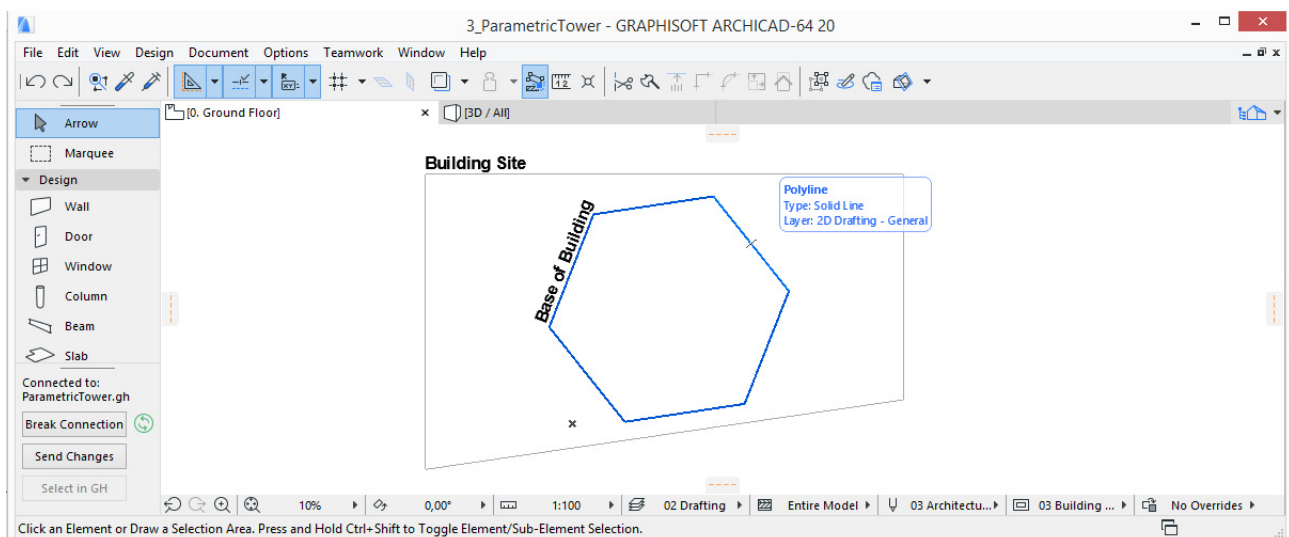 3_ParametricTower - GRAPHISOFT ARCHICAD-64 20
File Edit View Design Document Options Teamwork Window Help
Arrow
[0. Ground Floor] [3D / All]
Marquee
Design
Wall
Door
Window
Column
Beam
Slab
Building Site
Base of Building
Polyline
Type: Solid Line
Layer: 2D Drafting - General
Connected to:
ParametricTower.gh
Break Connection
Send Changes
Select in GH
10% 0,00° 1:100 02 Drafting Entire Model 03 Architectu... 03 Building ... No Overrides
Click an Element or Draw a Selection Area. Press and Hold Ctrl+Shift to Toggle Element/Sub-Element Selection.